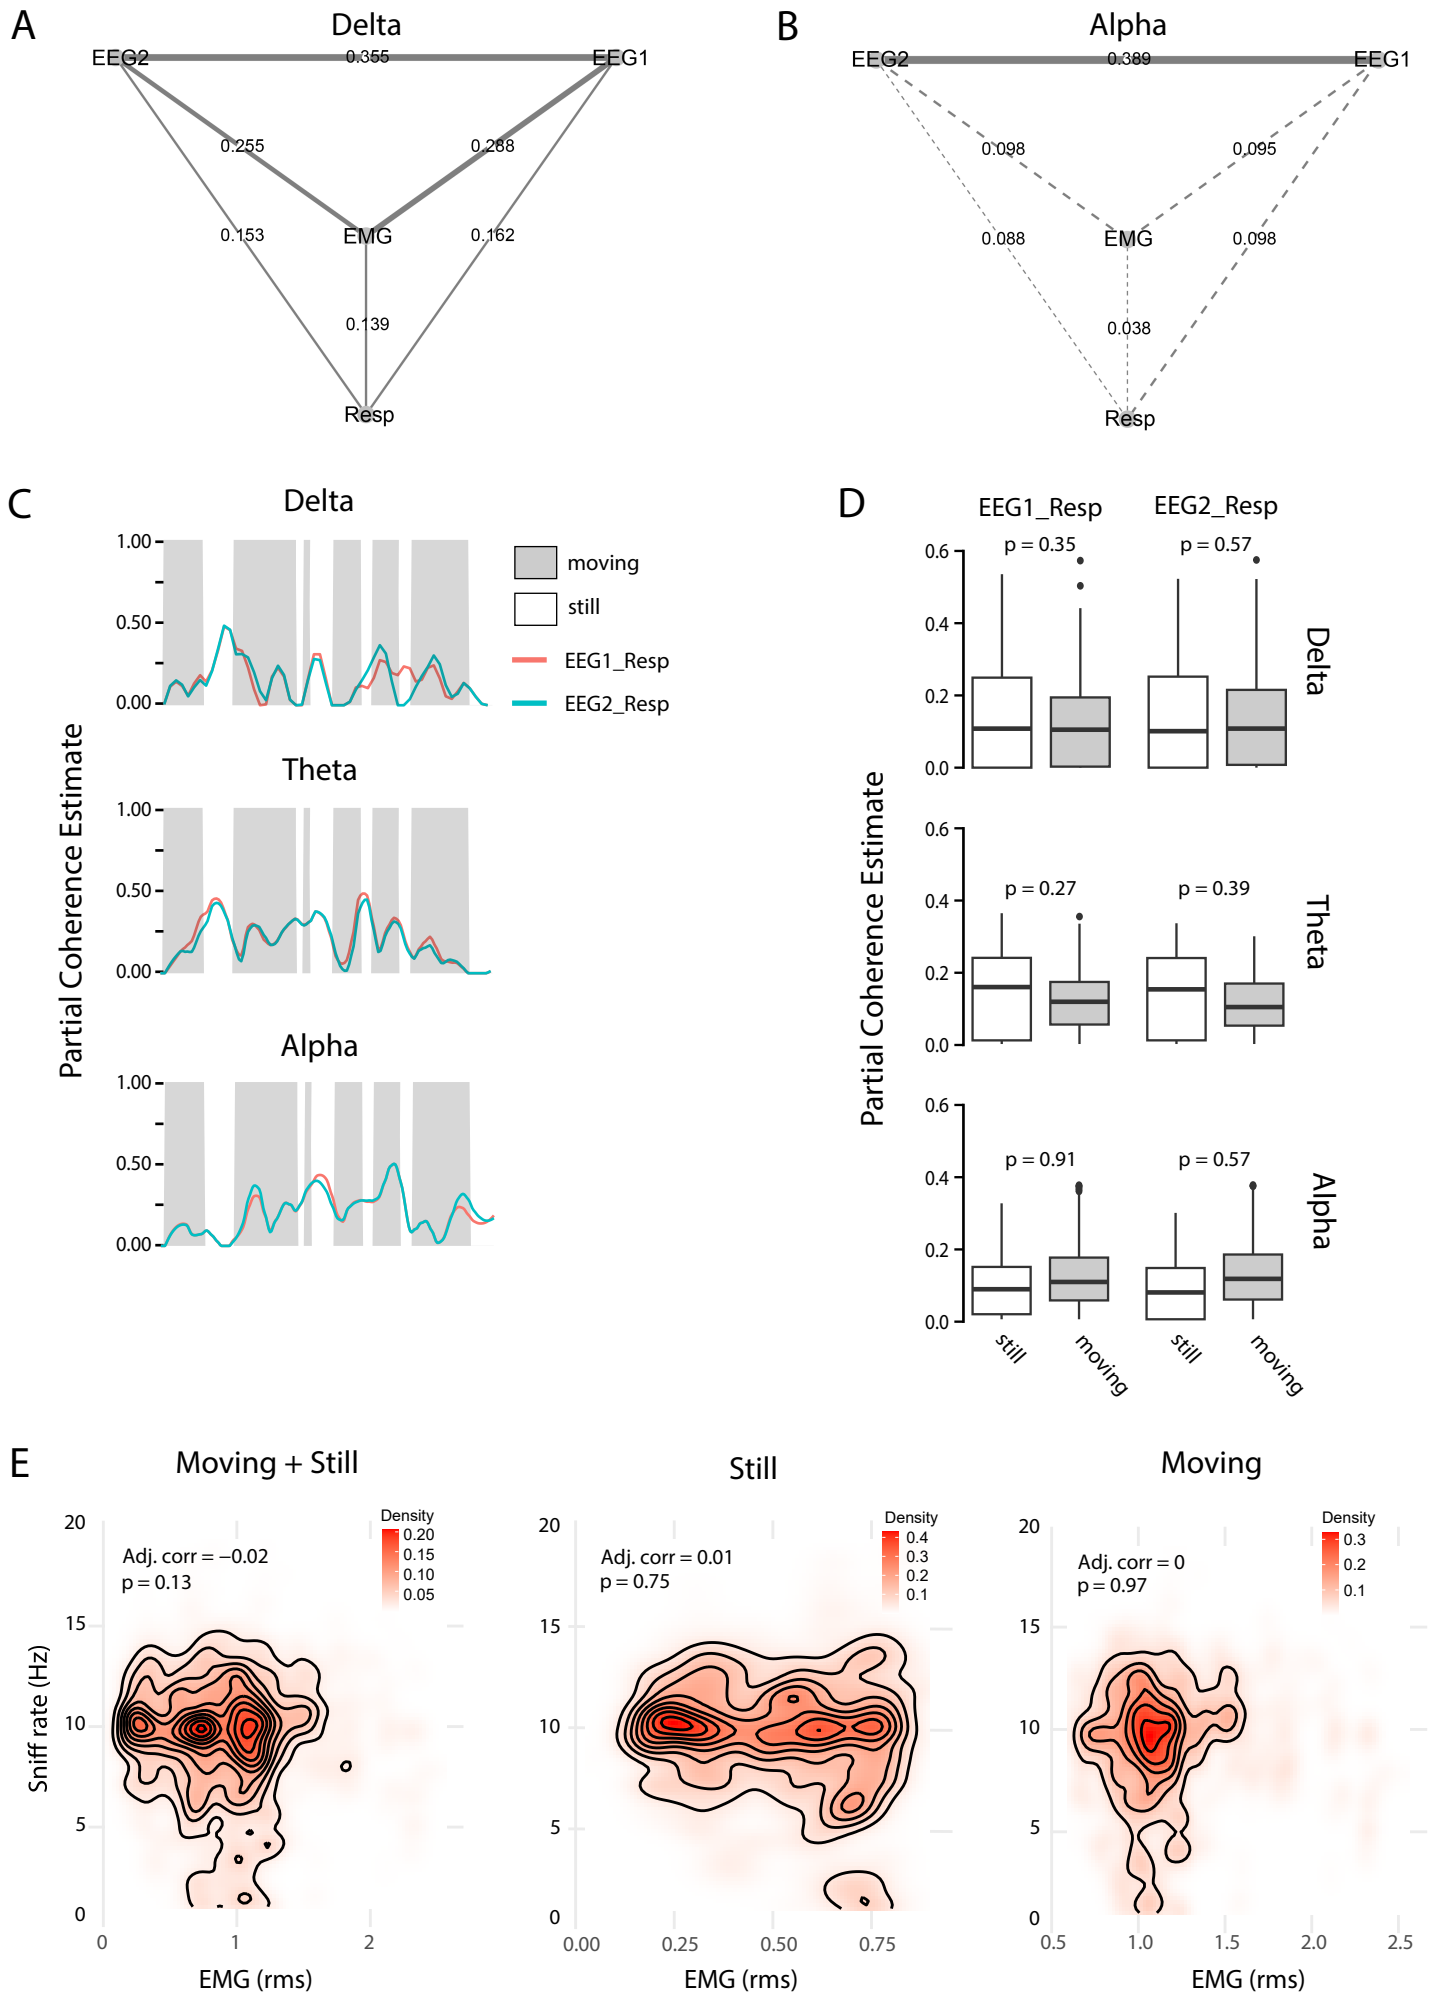 A
Delta
EEG2
0.355
EEG1
0.255
0.288
EMG
0.153
0.162
0.139
Resp
B
Alpha
EEG2
0.389
EEG1
0.098
0.095
EMG
0.088
0.098
0.038
Resp
C
Partial Coherence Estimate
Delta
1.00
0.50
0.00
moving
still
EEG1_Resp
EEG2_Resp
Theta
1.00
0.50
0.00
Alpha
1.00
0.50
0.00
D
Partial Coherence Estimate
EEG1_Resp
EEG2_Resp
p = 0.35
p = 0.57
0.6
0.4
0.2
0.0
Delta
p = 0.27
p = 0.39
0.6
0.4
0.2
0.0
Theta
p = 0.91
p = 0.57
0.6
0.4
0.2
0.0
Alpha
still
moving
still
moving
E
Moving + Still
Sniff rate (Hz)
20
15
10
5
0
Adj. corr = −0.02
p = 0.13
Density
0.20
0.15
0.10
0.05
0
1
2
EMG (rms)
Still
20
15
10
5
0
Adj. corr = 0.01
p = 0.75
Density
0.4
0.3
0.2
0.1
0.00
0.25
0.50
0.75
EMG (rms)
Moving
20
15
10
5
0
Adj. corr = 0
p = 0.97
Density
0.3
0.2
0.1
0.5
1.0
1.5
2.0
2.5
EMG (rms)